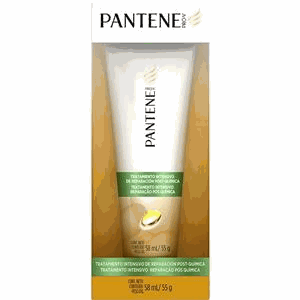 PANTENE
PRO-V
PRO-V
PANTENE
TRATAMIENTO INTENSIVO
DE REPARACIÓN POST-QUÍMICA
TRATAMENTO INTENSIVO
REPARAÇÃO PÓS QUÍMICA
58 mL/ 55 g
TRATAMIENTO INTENSIVO DE REPARACIÓN POST-QUÍMICA
TRATAMENTO INTENSIVO REPARAÇÃO PÓS QUÍMICA
58 mL/ 55 g